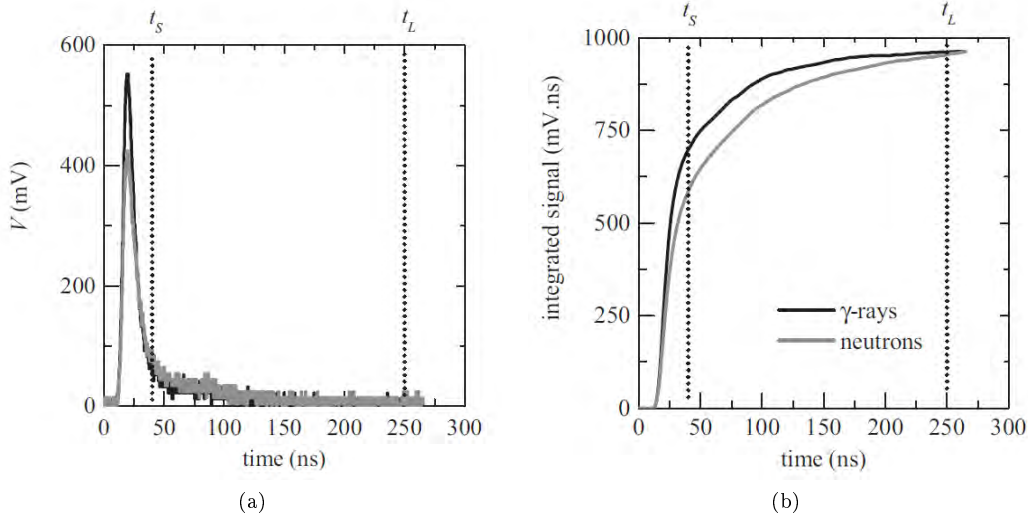 t_S
t_L
600
400
200
0
V (mV)
0
50
100
150
200
250
300
time (ns)
(a)
t_S
t_L
1000
750
500
250
0
integrated signal (mV.ns)
γ-rays
neutrons
0
50
100
150
200
250
300
time (ns)
(b)